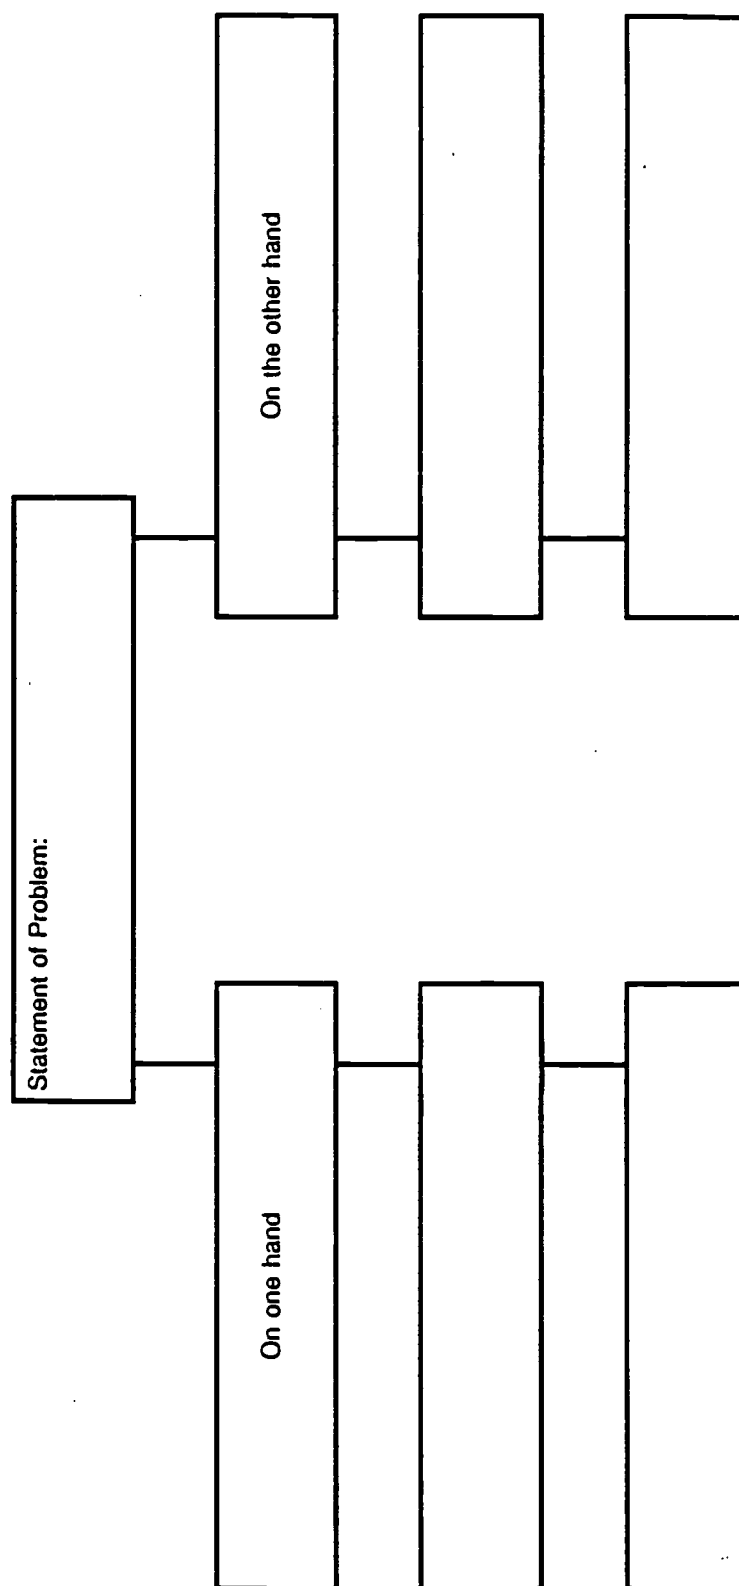 Statement of Problem:
On one hand
On the other hand